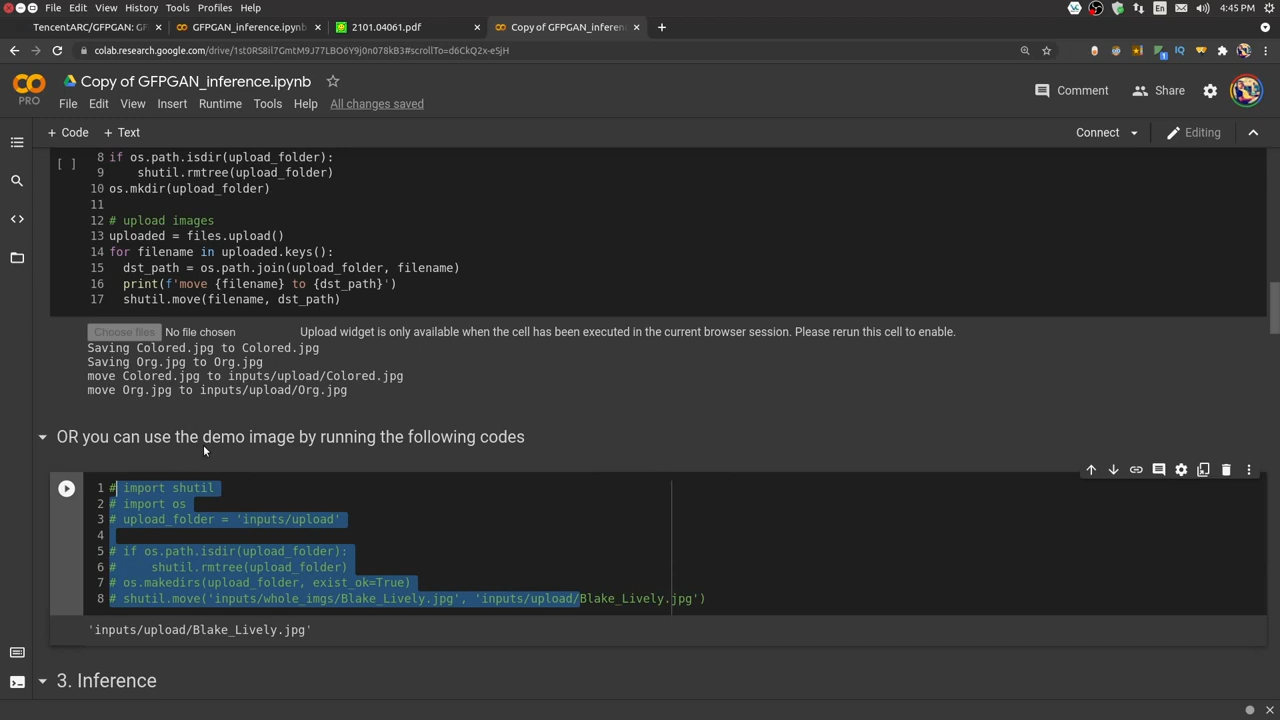 File Edit View History Tools Profiles Help
En
4:45 PM
TencentARC/GFPGAN: G
GFPGAN_inference.ipynb
2101.04061.pdf
Copy of GFPGAN_inferenc
colab.research.google.com/drive/1st0RS8il7GmtM9J77LBO6Y9j0n078kB3#scrollTo=d6CkQ2x-eSjH
Copy of GFPGAN_inference.ipynb
PRO
File Edit View Insert Runtime Tools Help All changes saved
Comment
Share
+ Code + Text
Connect
Editing
[ ]
8 if os.path.isdir(upload_folder):
9     shutil.rmtree(upload_folder)
10 os.mkdir(upload_folder)
11
12 # upload images
13 uploaded = files.upload()
14 for filename in uploaded.keys():
15   dst_path = os.path.join(upload_folder, filename)
16   print(f'move {filename} to {dst_path}')
17   shutil.move(filename, dst_path)
Choose files No file chosen Upload widget is only available when the cell has been executed in the current browser session. Please rerun this cell to enable.
Saving Colored.jpg to Colored.jpg
Saving Org.jpg to Org.jpg
move Colored.jpg to inputs/upload/Colored.jpg
move Org.jpg to inputs/upload/Org.jpg
OR you can use the demo image by running the following codes
1 # import shutil
2 # import os
3 # upload_folder = 'inputs/upload'
4
5 # if os.path.isdir(upload_folder):
6 #     shutil.rmtree(upload_folder)
7 # os.makedirs(upload_folder, exist_ok=True)
8 # shutil.move('inputs/whole_imgs/Blake_Lively.jpg', 'inputs/upload/Blake_Lively.jpg')
'inputs/upload/Blake_Lively.jpg'
3. Inference